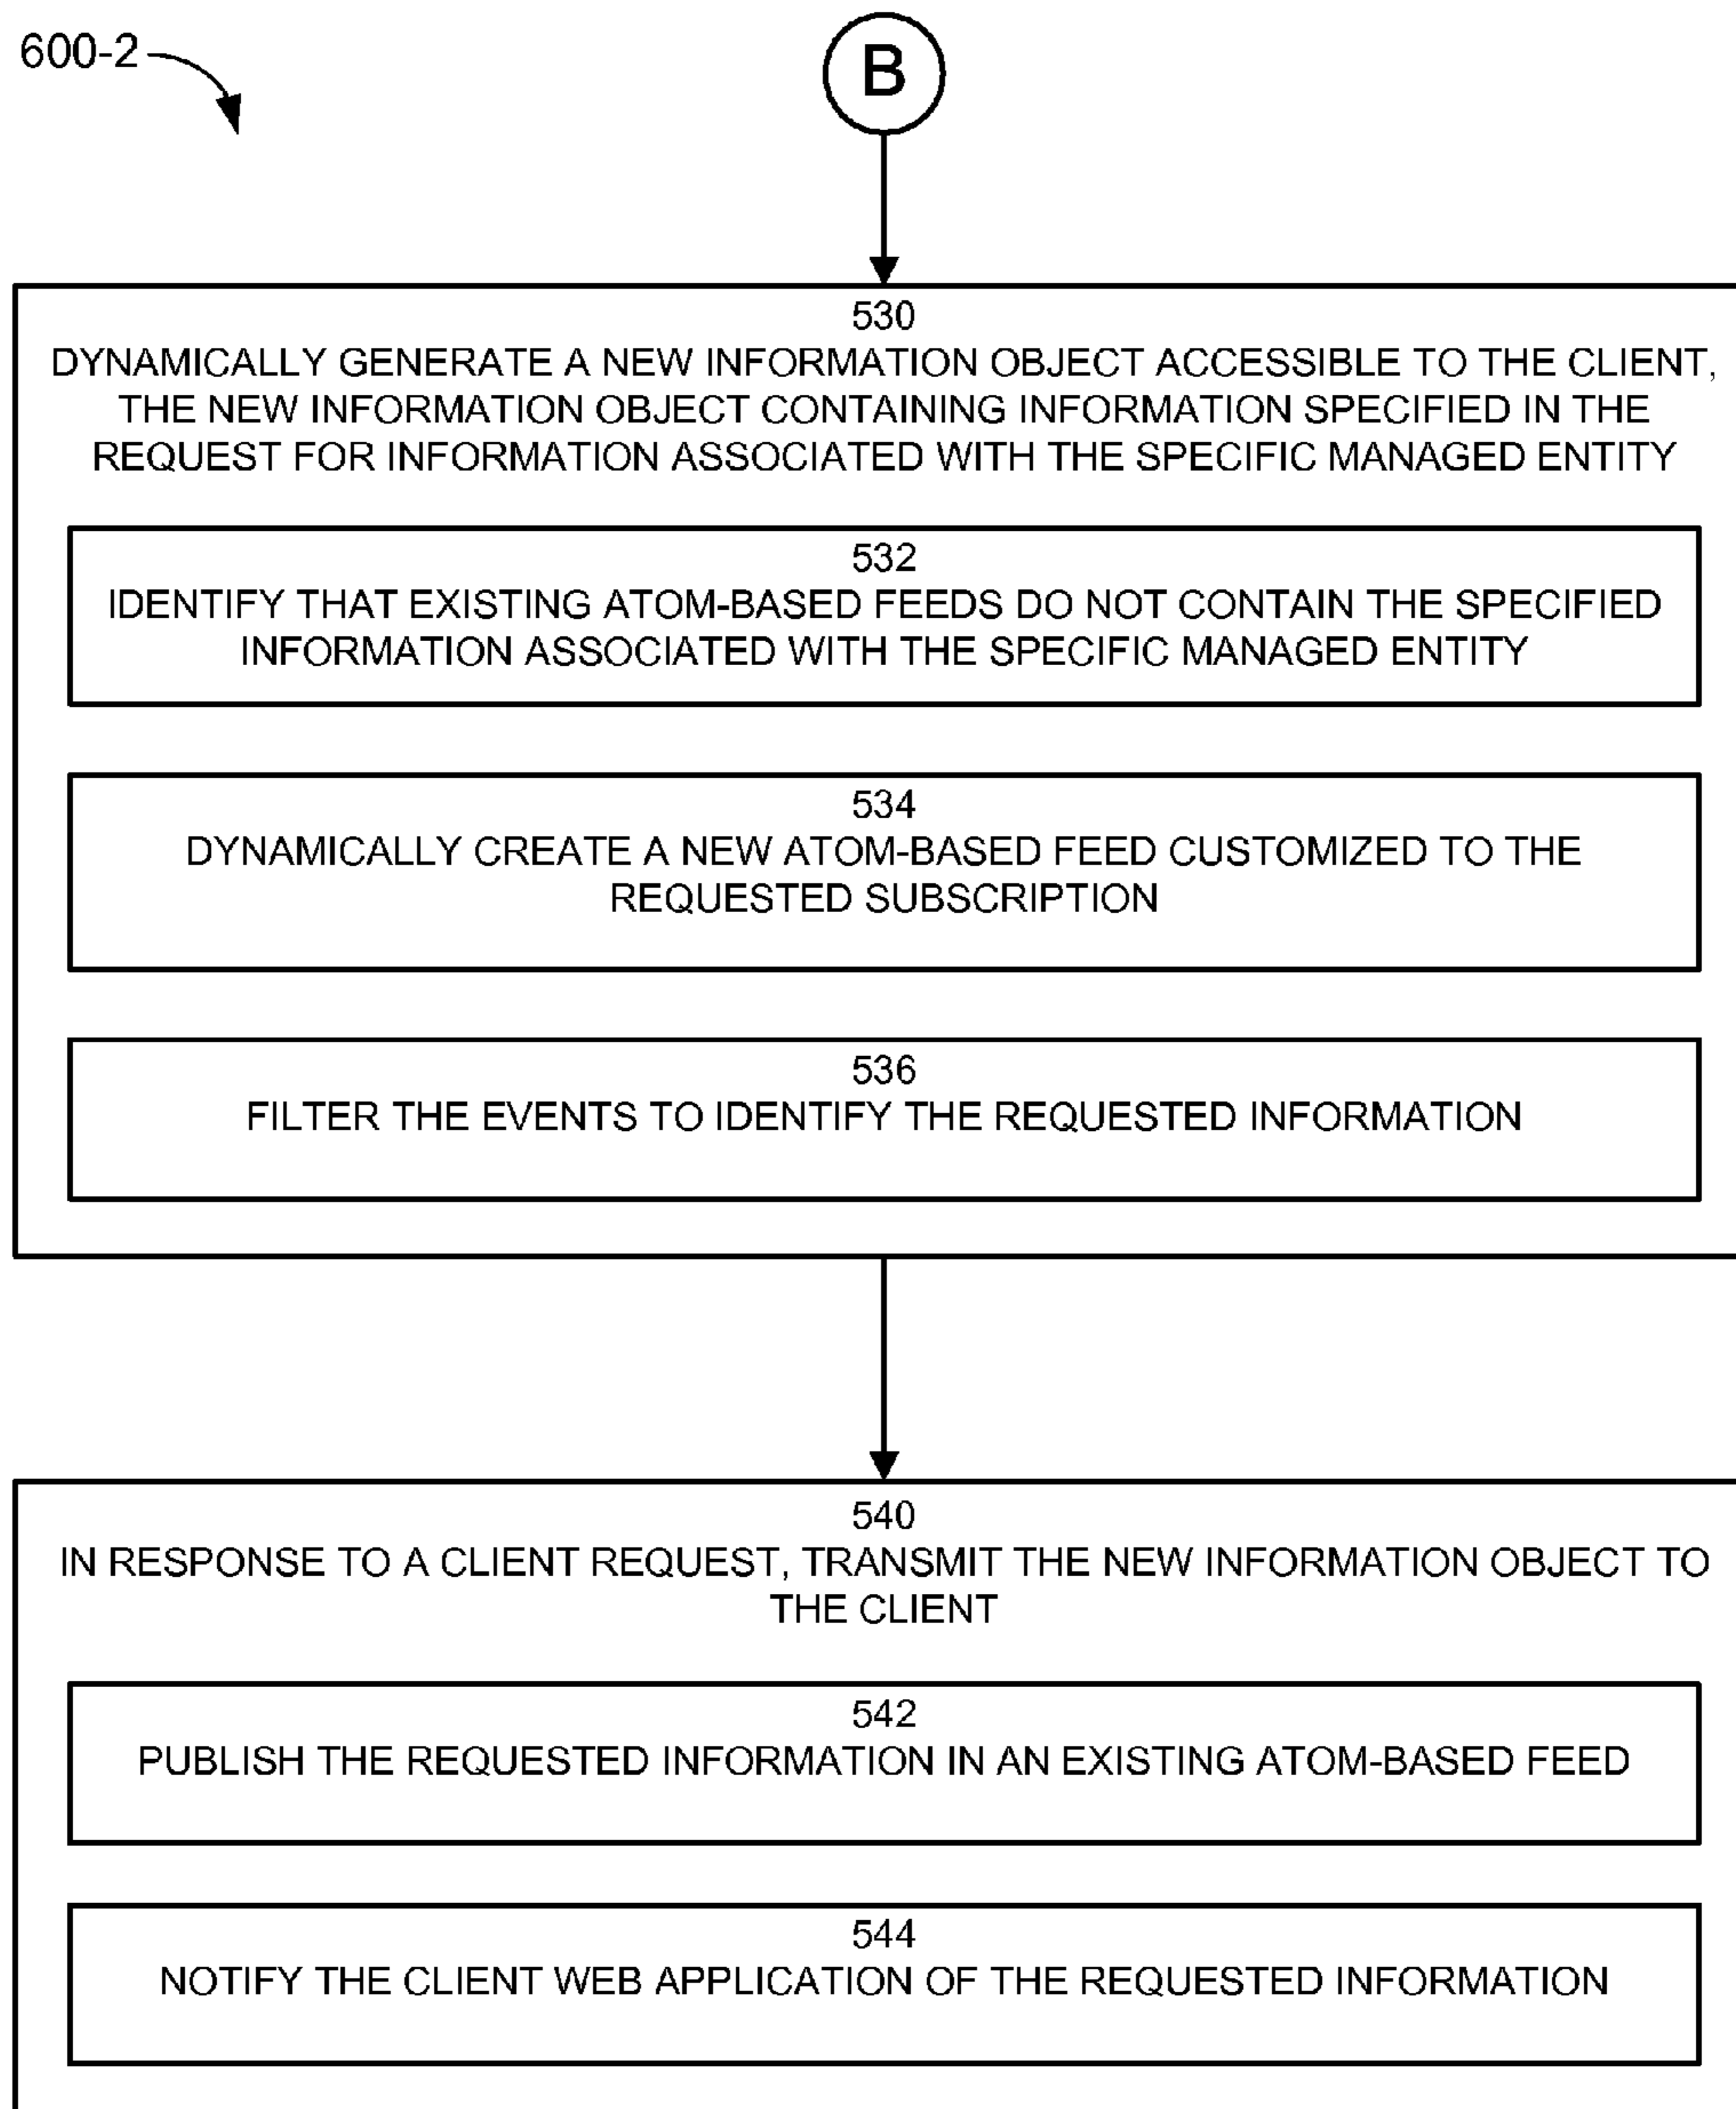 600-2
B
530
DYNAMICALLY GENERATE A NEW INFORMATION OBJECT ACCESSIBLE TO THE CLIENT,
THE NEW INFORMATION OBJECT CONTAINING INFORMATION SPECIFIED IN THE
REQUEST FOR INFORMATION ASSOCIATED WITH THE SPECIFIC MANAGED ENTITY
532
IDENTIFY THAT EXISTING ATOM-BASED FEEDS DO NOT CONTAIN THE SPECIFIED
INFORMATION ASSOCIATED WITH THE SPECIFIC MANAGED ENTITY
534
DYNAMICALLY CREATE A NEW ATOM-BASED FEED CUSTOMIZED TO THE
REQUESTED SUBSCRIPTION
536
FILTER THE EVENTS TO IDENTIFY THE REQUESTED INFORMATION
540
IN RESPONSE TO A CLIENT REQUEST, TRANSMIT THE NEW INFORMATION OBJECT TO
THE CLIENT
542
PUBLISH THE REQUESTED INFORMATION IN AN EXISTING ATOM-BASED FEED
544
NOTIFY THE CLIENT WEB APPLICATION OF THE REQUESTED INFORMATION